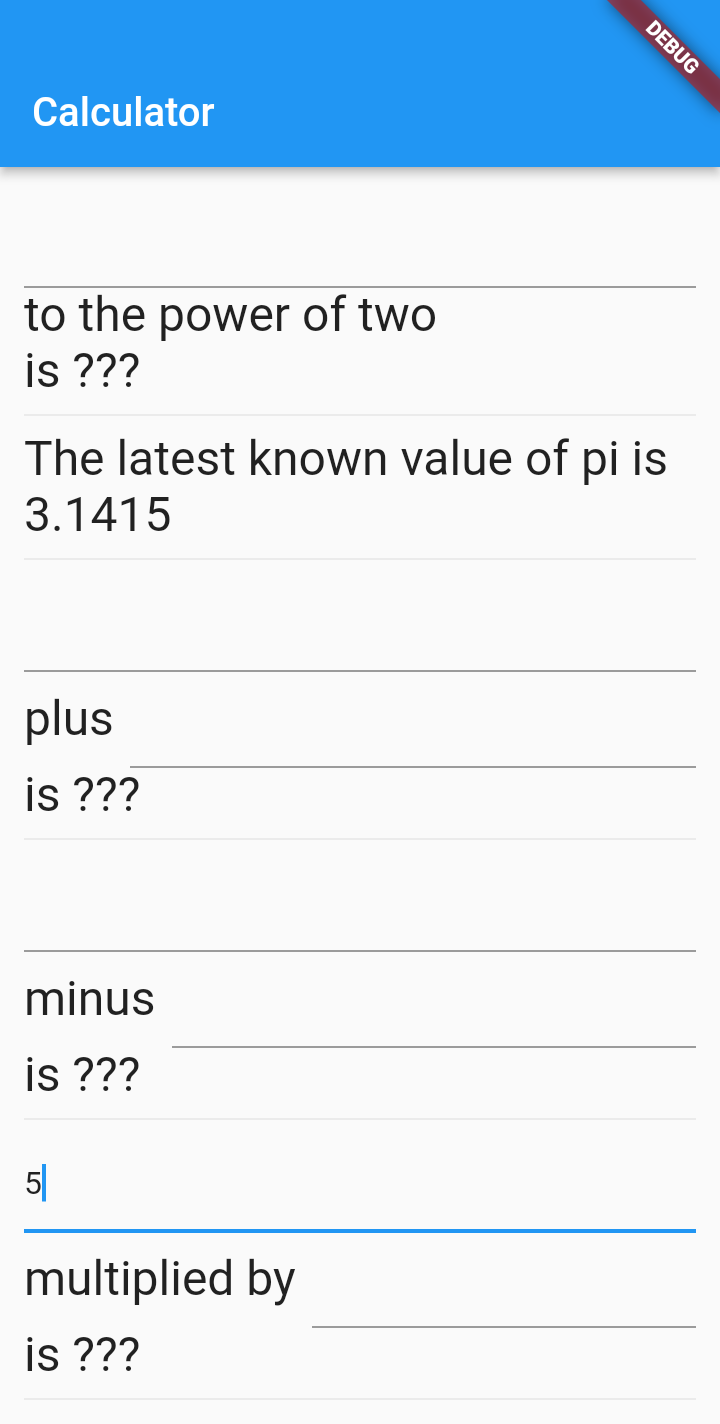 DEBUG
Calculator
to the power of two
is ???
The latest known value of pi is
3.1415
plus
is ???
minus
is ???
5
multiplied by
is ???